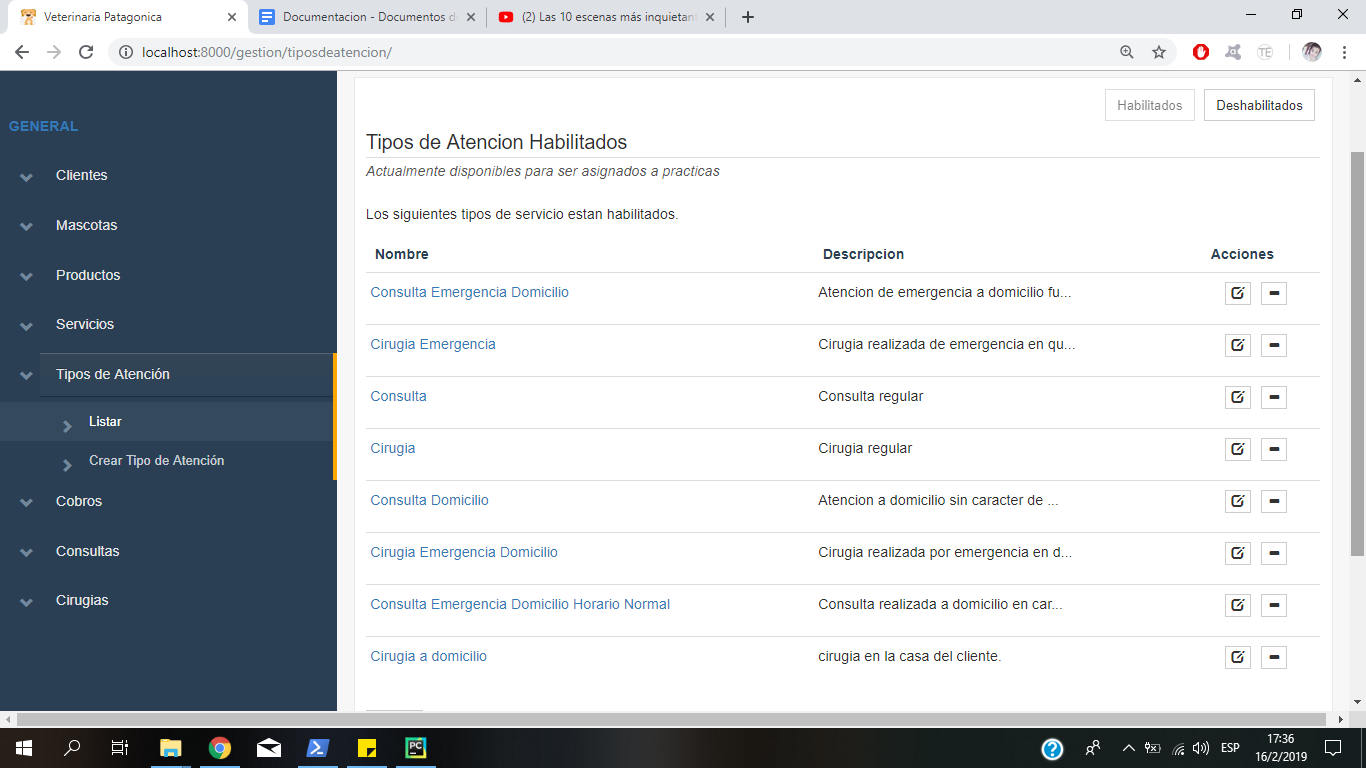 Veterinaria Patagonica
Documentacion - Documentos d
(2) Las 10 escenas más inquietan
localhost:8000/gestion/tiposdeatencion/
TE
GENERAL
Clientes
Mascotas
Productos
Servicios
Tipos de Atención
Listar
Crear Tipo de Atención
Cobros
Consultas
Cirugias
Habilitados
Deshabilitados
Tipos de Atencion Habilitados
Actualmente disponibles para ser asignados a practicas
Los siguientes tipos de servicio estan habilitados.
Nombre Descripcion Acciones
Consulta Emergencia Domicilio Atencion de emergencia a domicilio fu...
Cirugia Emergencia Cirugia realizada de emergencia en qu...
Consulta Consulta regular
Cirugia Cirugia regular
Consulta Domicilio Atencion a domicilio sin caracter de ...
Cirugia Emergencia Domicilio Cirugia realizada por emergencia en d...
Consulta Emergencia Domicilio Horario Normal Consulta realizada a domicilio en car...
Cirugia a domicilio cirugia en la casa del cliente.
PC
ESP
17:36
16/2/2019